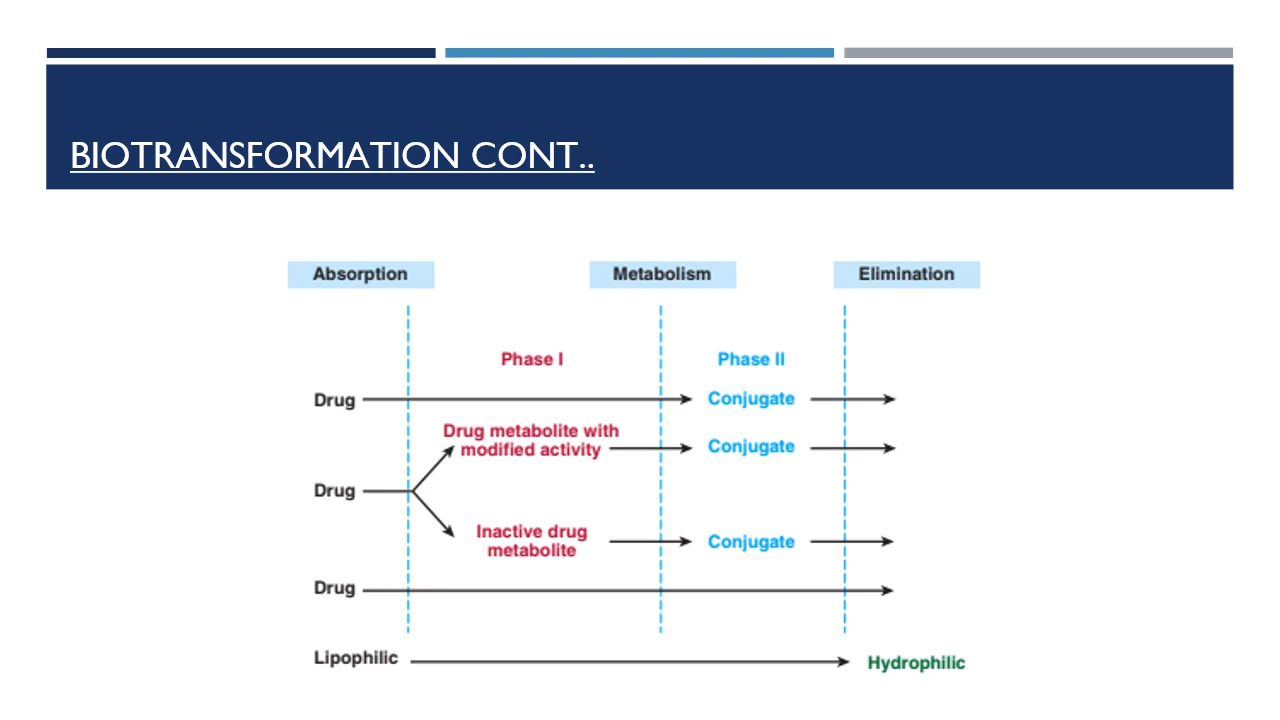 BIOTRANSFORMATION CONT..
Absorption
Metabolism
Elimination
Phase I
Phase II
Drug
Conjugate
Drug metabolite with
modified activity
Conjugate
Drug
Inactive drug
metabolite
Conjugate
Drug
Lipophilic
Hydrophilic